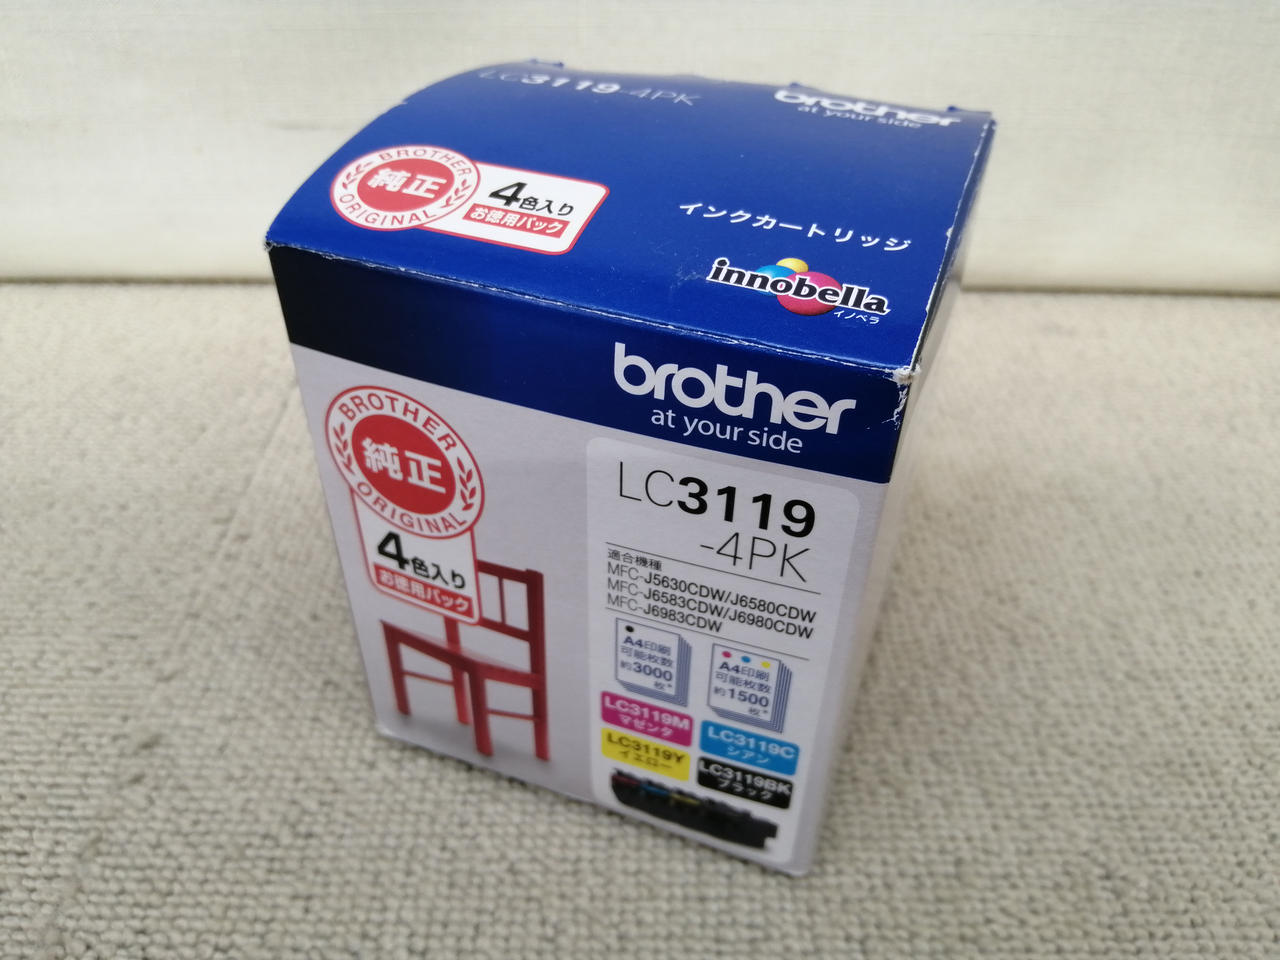 LC3119-4PK
brother
at your side
BROTHER
純正
ORIGINAL
4色入り
お徳用パック
インクカートリッジ
innobella
イノベラ
brother
at your side
BROTHER
純正
ORIGINAL
4色入り
お徳用パック
LC3119
-4PK
適合機種
MFC-J5630CDW/J6580CDW
MFC-J6583CDW/J6980CDW
MFC-J6983CDW
A4印刷
可能枚数
約3000
枚*
A4印刷
可能枚数
約1500
枚*
LC3119M
マゼンタ
LC3119C
シアン
LC3119Y
イエロー
LC3119BK
ブラック